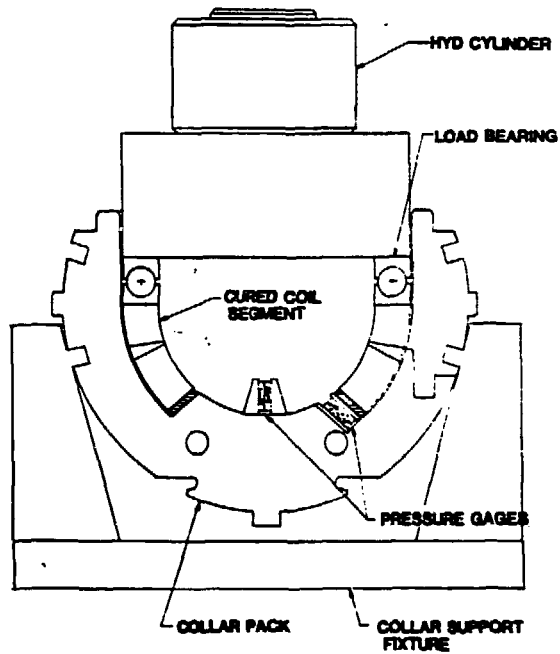 HYD CYLINDER
LOAD BEARING
CURED COIL
SEGMENT
PRESSURE GAGES
COLLAR PACK
COLLAR SUPPORT
FIXTURE